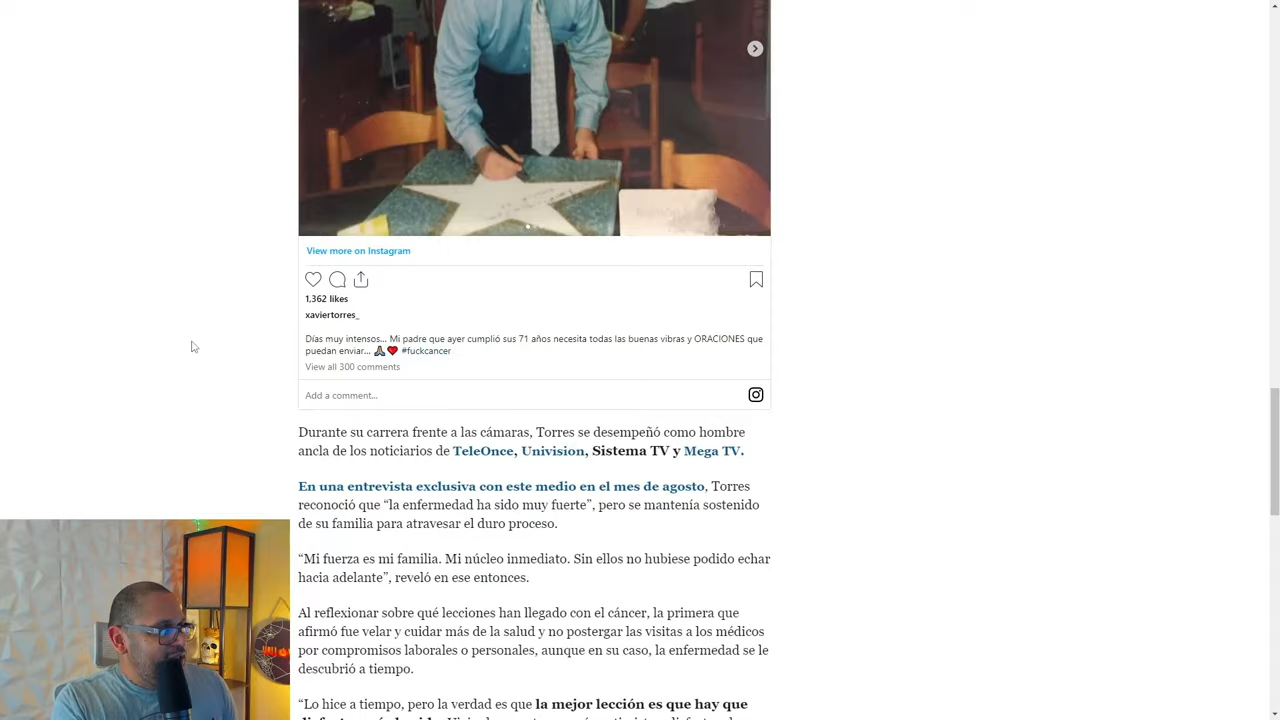 View more on Instagram
1,362 likes
xaviertorres_
Días muy intensos... Mi padre que ayer cumplió sus 71 años necesita todas las buenas vibras y ORACIONES que
puedan enviar... 🙏🏽❤️ #fuckcancer
View all 300 comments
Add a comment...
Durante su carrera frente a las cámaras, Torres se desempeñó como hombre
ancla de los noticiarios de TeleOnce, Univision, Sistema TV y Mega TV.
En una entrevista exclusiva con este medio en el mes de agosto, Torres
reconoció que “la enfermedad ha sido muy fuerte”, pero se mantenía sostenido
de su familia para atravesar el duro proceso.
“Mi fuerza es mi familia. Mi núcleo inmediato. Sin ellos no hubiese podido echar
hacia adelante”, reveló en ese entonces.
Al reflexionar sobre qué lecciones han llegado con el cáncer, la primera que
afirmó fue velar y cuidar más de la salud y no postergar las visitas a los médicos
por compromisos laborales o personales, aunque en su caso, la enfermedad se le
descubrió a tiempo.
“Lo hice a tiempo, pero la verdad es que la mejor lección es que hay que